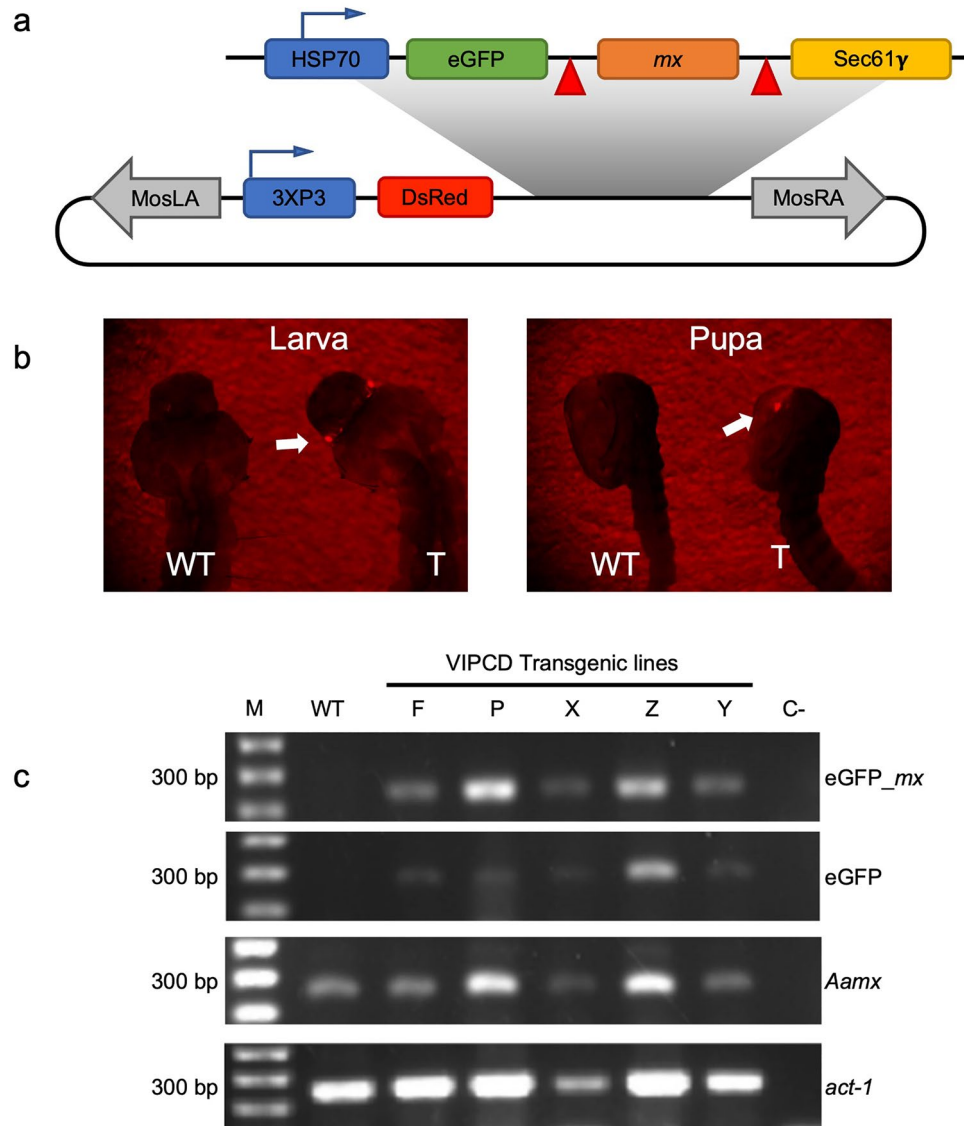 a
HSP70 eGFP mx Sec61γ
MosLA 3XP3 DsRed MosRA
b
Larva
WT T
Pupa
WT T
c
VIPCD Transgenic lines
M WT F P X Z Y C-
300 bp eGFP_mx
300 bp eGFP
300 bp Aamx
300 bp act-1